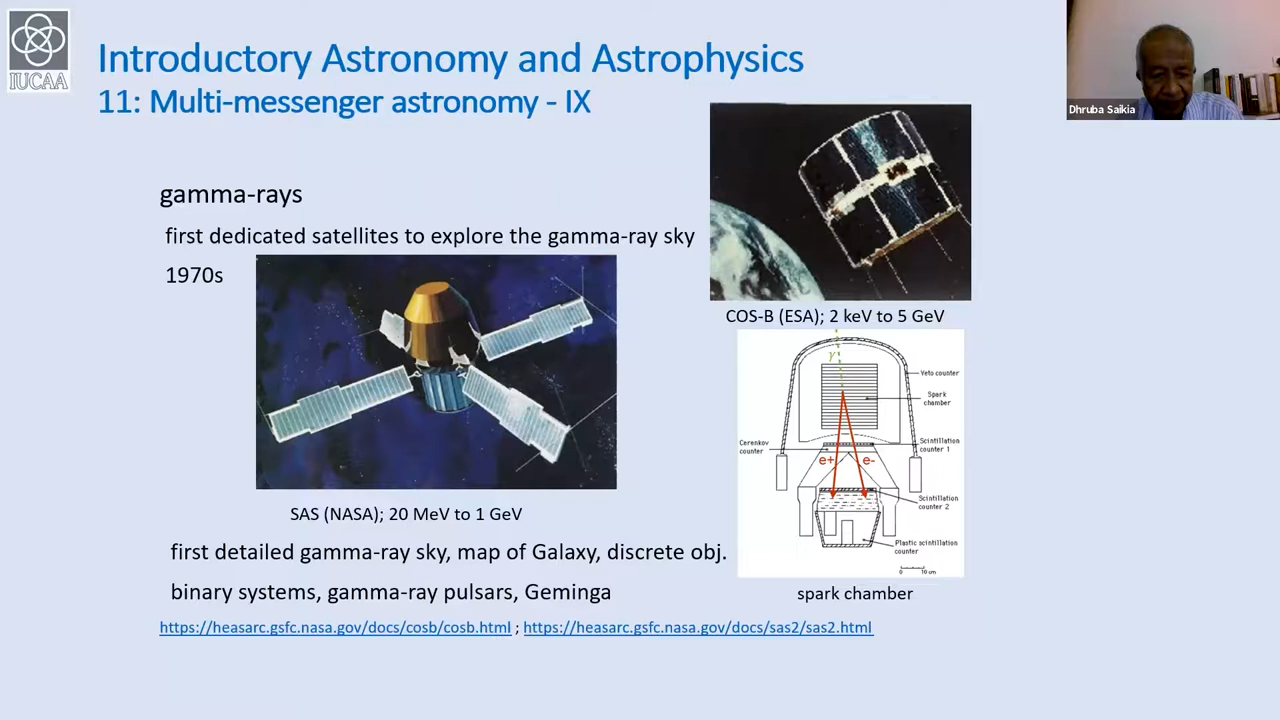 IUCAA
Introductory Astronomy and Astrophysics
11: Multi-messenger astronomy - IX
Dhruba Saikia
gamma-rays
first dedicated satellites to explore the gamma-ray sky
1970s
COS-B (ESA); 2 keV to 5 GeV
γ
Veto counter
Spark
chamber
Cerenkov
counter
Scintillation
counter 1
e+
e-
Scintillation
counter 2
Plastic scintillation
counter
0 10 cm
SAS (NASA); 20 MeV to 1 GeV
first detailed gamma-ray sky, map of Galaxy, discrete obj.
binary systems, gamma-ray pulsars, Geminga
spark chamber
https://heasarc.gsfc.nasa.gov/docs/cosb/cosb.html ; https://heasarc.gsfc.nasa.gov/docs/sas2/sas2.html